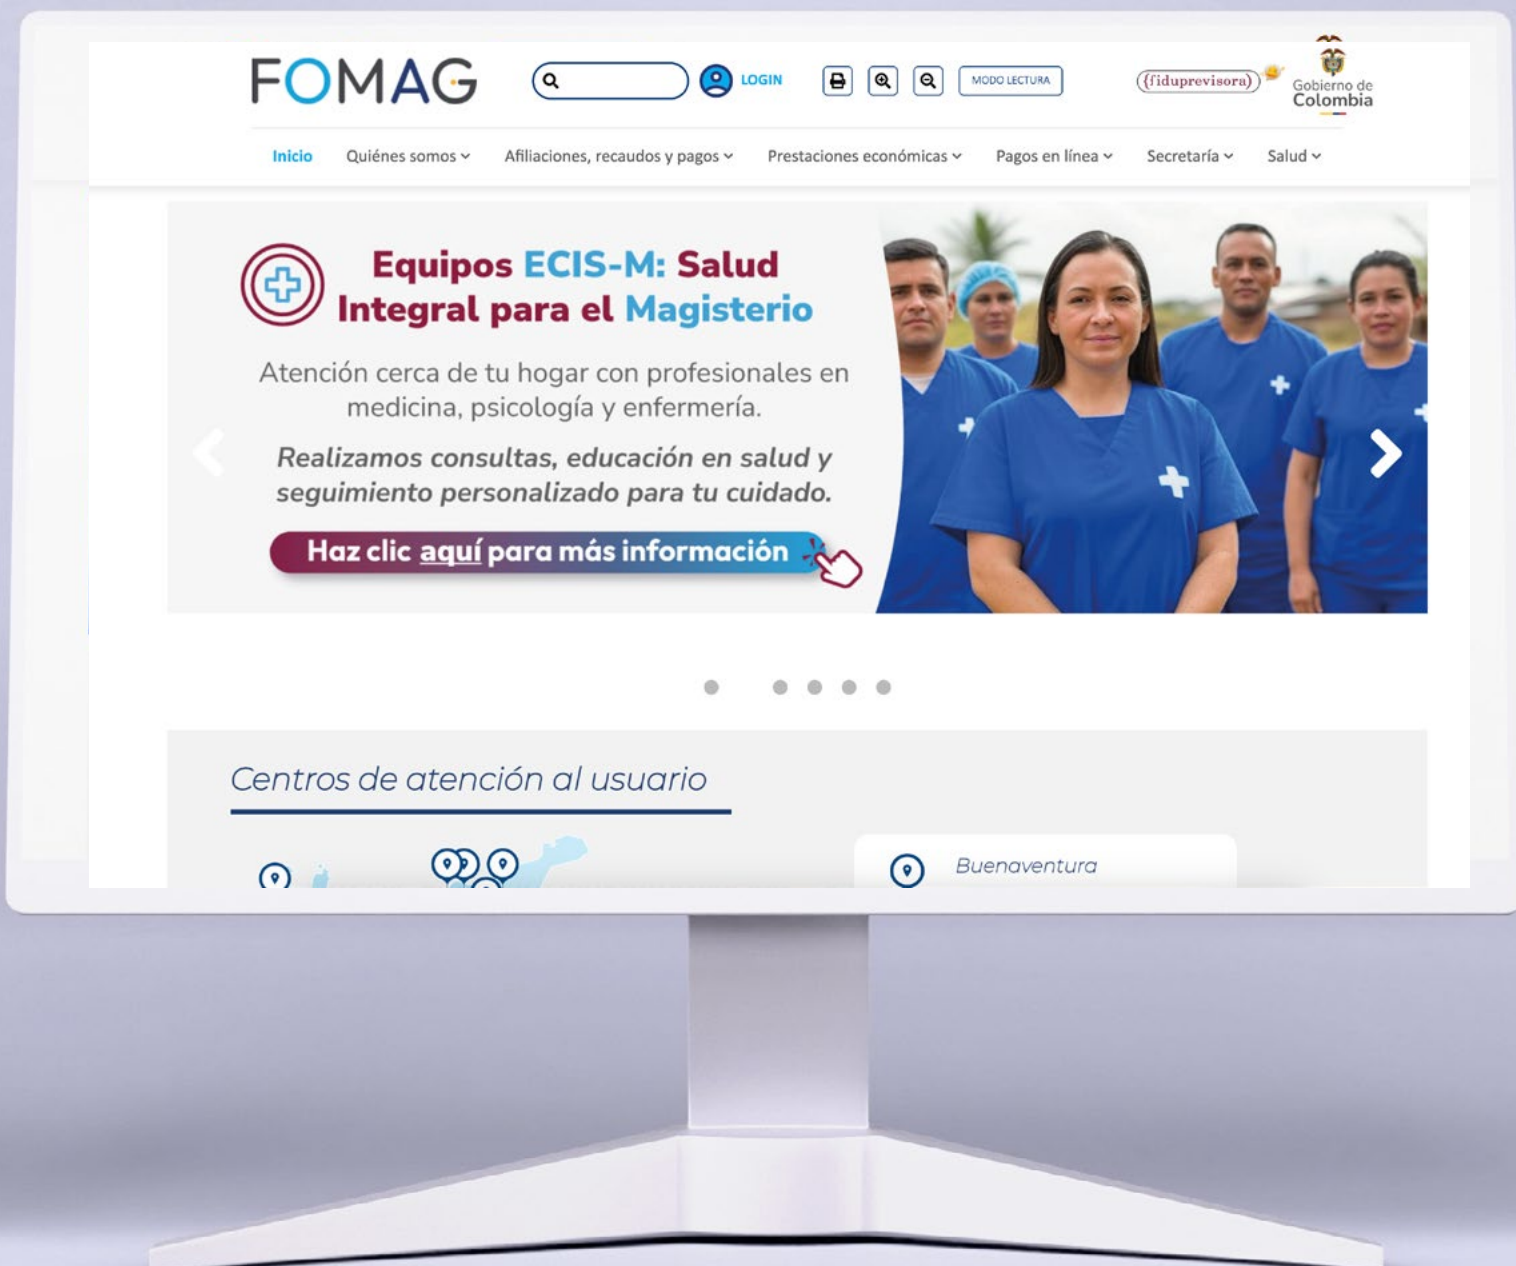 FOMAG
LOGIN
MODO LECTURA
(fiduprevisora)
Gobierno de
Colombia
Inicio
Quiénes somos
Afiliaciones, recaudos y pagos
Prestaciones económicas
Pagos en línea
Secretaría
Salud
Equipos ECIS-M: Salud
Integral para el Magisterio
Atención cerca de tu hogar con profesionales en
medicina, psicología y enfermería.
Realizamos consultas, educación en salud y
seguimiento personalizado para tu cuidado.
Haz clic aquí para más información
Centros de atención al usuario
Buenaventura